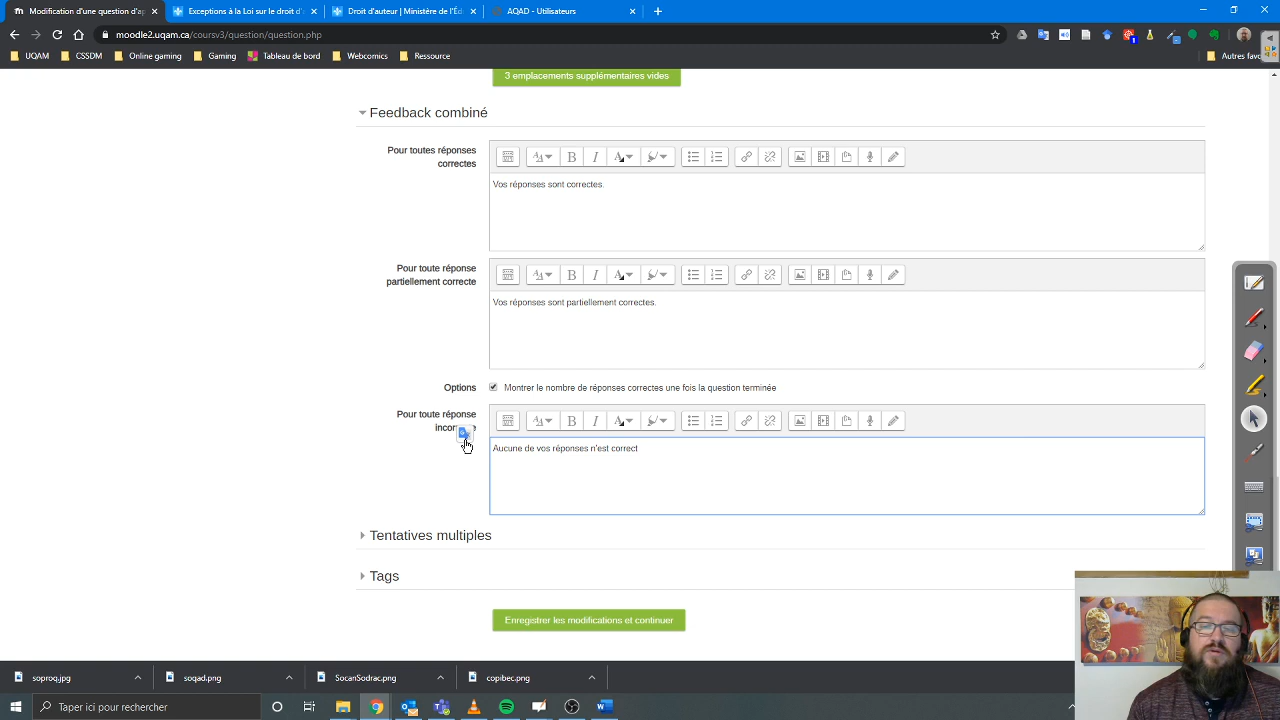 Modification d'une question d'ap
Exceptions à la Loi sur le droit d'
Droit d'auteur | Ministère de l'Éd
AQAD - Utilisateurs
moodle2.uqam.ca/coursv3/question/question.php
UQAM
CSSDM
Online gaming
Gaming
Tableau de bord
Webcomics
Ressource
Autres favo
3 emplacements supplémentaires vides
Feedback combiné
Pour toutes réponses
correctes
Vos réponses sont correctes.
Pour toute réponse
partiellement correcte
Vos réponses sont partiellement correctes.
Options
Montrer le nombre de réponses correctes une fois la question terminée
Pour toute réponse
Aucune de vos réponses n'est correct
Tentatives multiples
Tags
Enregistrer les modifications et continuer
soproq.jpg
soqad.png
SocanSodrac.png
copibec.png
Taper ici pour rechercher